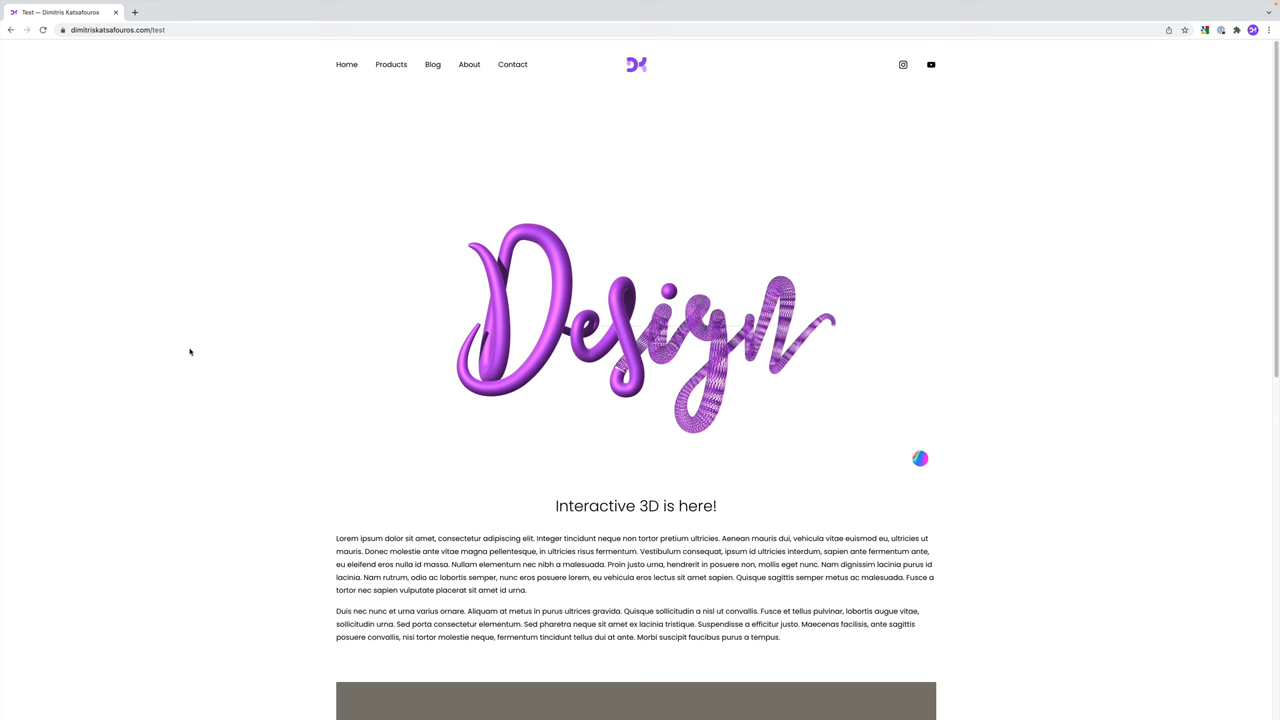 Test — Dimitris Katsafouros
dimitriskatsafouros.com/test
Home Products Blog About Contact
Design
Interactive 3D is here!
Lorem ipsum dolor sit amet, consectetur adipiscing elit. Integer tincidunt neque non tortor pretium ultricies. Aenean mauris dui, vehicula vitae euismod eu, ultricies ut
mauris. Donec molestie ante vitae magna pellentesque, in ultricies risus fermentum. Vestibulum consequat, ipsum id ultricies interdum, sapien ante fermentum ante,
eu eleifend eros nulla id massa. Nullam elementum nec nibh a malesuada. Proin justo urna, hendrerit in posuere non, mollis eget nunc. Nam dignissim lacinia purus id
lacinia. Nam rutrum, odio ac lobortis semper, nunc eros posuere lorem, eu vehicula eros lectus sit amet sapien. Quisque sagittis semper metus ac malesuada. Fusce a
tortor nec sapien vulputate placerat sit amet id urna.
Duis nec nunc et urna varius ornare. Aliquam at metus in purus ultrices gravida. Quisque sollicitudin a nisl ut convallis. Fusce et tellus pulvinar, lobortis augue vitae,
sollicitudin urna. Sed porta consectetur elementum. Sed pharetra neque sit amet ex lacinia tristique. Suspendisse a efficitur justo. Maecenas facilisis, ante sagittis
posuere convallis, nisi tortor molestie neque, fermentum tincidunt tellus dui at ante. Morbi suscipit faucibus purus a tempus.